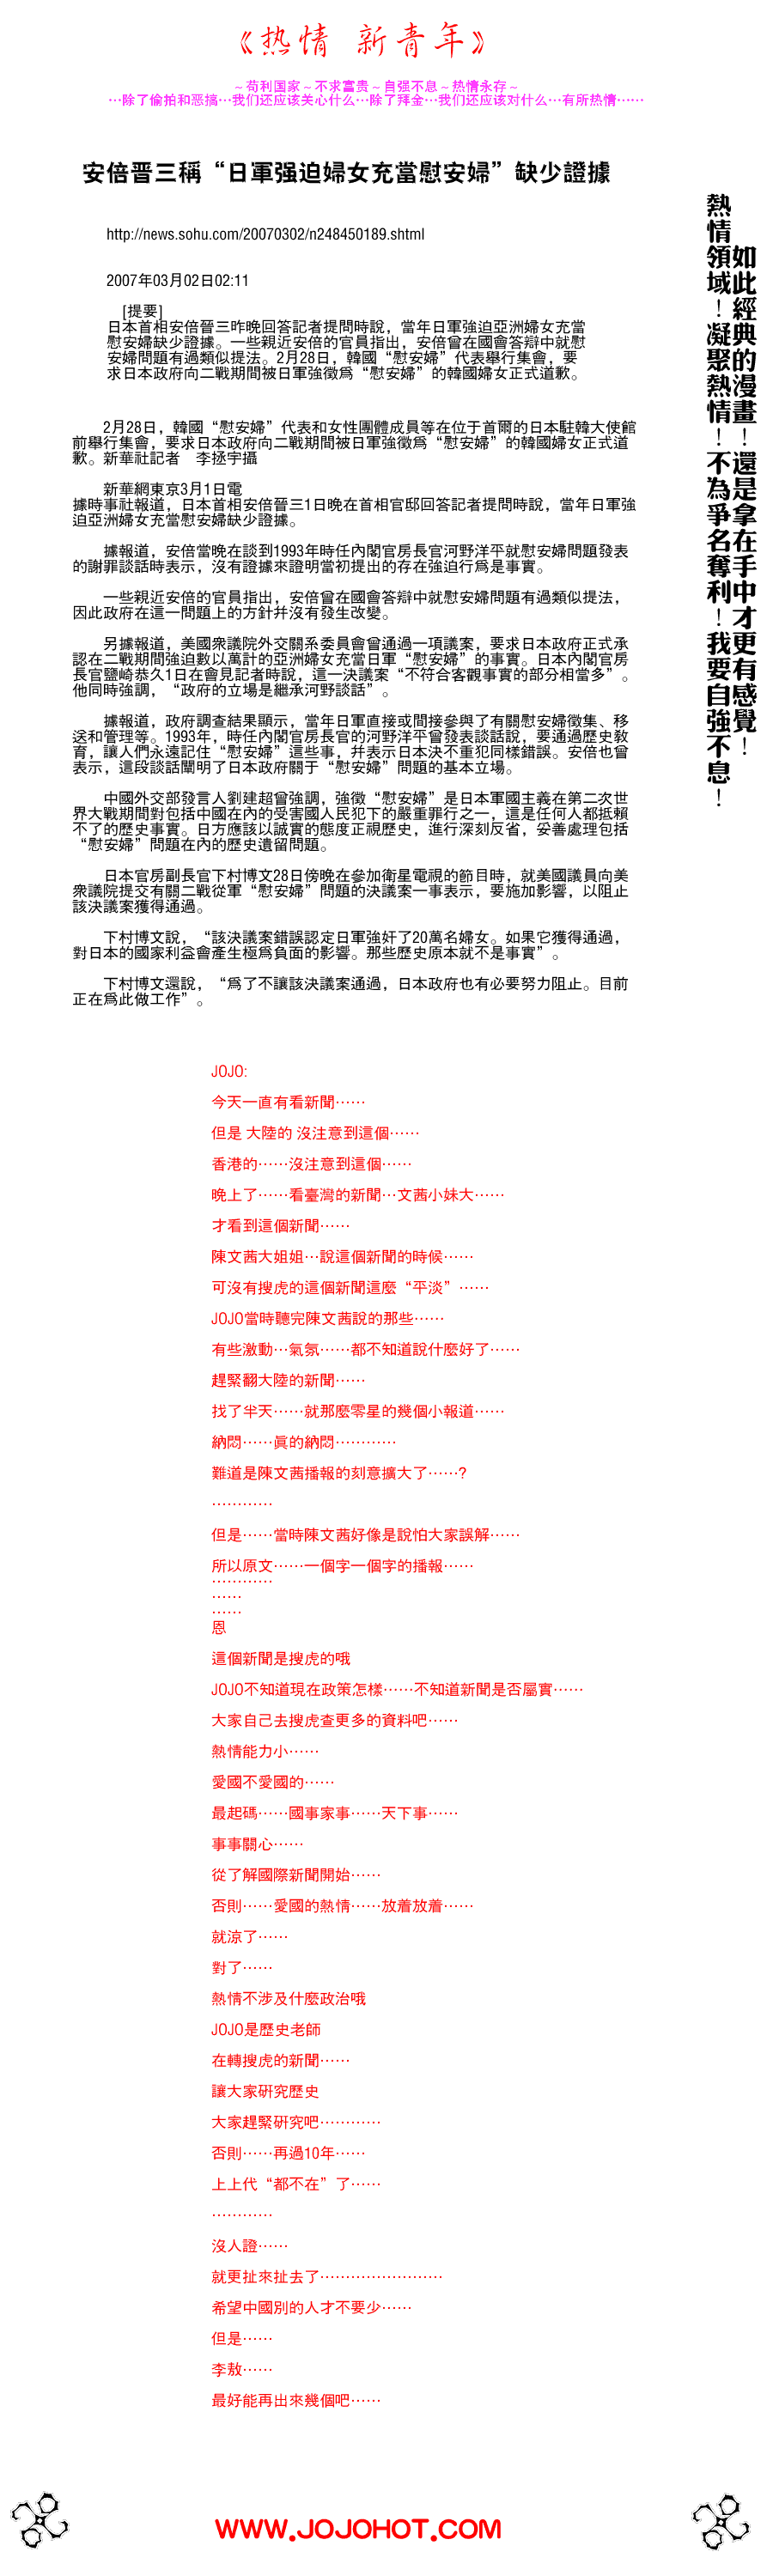 《热情 新青年》
～苟利国家～不求富贵～自强不息～热情永存～
…除了偷拍和恶搞…我们还应该关心什么…除了拜金…我们还应该对什么…有所热情……
安倍晋三稱“日軍强迫婦女充當慰安婦”缺少證據
http://news.sohu.com/20070302/n248450189.shtml
2007年03月02日02:11
[提要]
日本首相安倍晉三昨晚回答記者提問時說，當年日軍強迫亞洲婦女充當
慰安婦缺少證據。一些親近安倍的官員指出，安倍曾在國會答辯中就慰
安婦問題有過類似提法。2月28日，韓國“慰安婦”代表舉行集會，要
求日本政府向二戰期間被日軍強徵爲“慰安婦”的韓國婦女正式道歉。
2月28日，韓國“慰安婦”代表和女性團體成員等在位于首爾的日本駐韓大使館
前舉行集會，要求日本政府向二戰期間被日軍強徵爲“慰安婦”的韓國婦女正式道
歉。新華社記者　李拯宇攝
新華網東京3月1日電
據時事社報道，日本首相安倍晉三1日晚在首相官邸回答記者提問時說，當年日軍強
迫亞洲婦女充當慰安婦缺少證據。
據報道，安倍當晚在談到1993年時任內閣官房長官河野洋平就慰安婦問題發表
的謝罪談話時表示，沒有證據來證明當初提出的存在強迫行爲是事實。
一些親近安倍的官員指出，安倍曾在國會答辯中就慰安婦問題有過類似提法，
因此政府在這一問題上的方針幷沒有發生改變。
另據報道，美國衆議院外交關系委員會曾通過一項議案，要求日本政府正式承
認在二戰期間強迫數以萬計的亞洲婦女充當日軍“慰安婦”的事實。日本內閣官房
長官鹽崎恭久1日在會見記者時說，這一決議案“不符合客觀事實的部分相當多”。
他同時強調，“政府的立場是繼承河野談話”。
據報道，政府調查結果顯示，當年日軍直接或間接參與了有關慰安婦徵集、移
送和管理等。1993年，時任內閣官房長官的河野洋平曾發表談話說，要通過歷史敎
育，讓人們永遠記住“慰安婦”這些事，幷表示日本決不重犯同樣錯誤。安倍也曾
表示，這段談話闡明了日本政府關于“慰安婦”問題的基本立場。
中國外交部發言人劉建超曾強調，強徵“慰安婦”是日本軍國主義在第二次世
界大戰期間對包括中國在內的受害國人民犯下的嚴重罪行之一，這是任何人都抵賴
不了的歷史事實。日方應該以誠實的態度正視歷史，進行深刻反省，妥善處理包括
“慰安婦”問題在內的歷史遺留問題。
日本官房副長官下村博文28日傍晚在參加衛星電視的節目時，就美國議員向美
衆議院提交有關二戰從軍“慰安婦”問題的決議案一事表示，要施加影響，以阻止
該決議案獲得通過。
下村博文說，“該決議案錯誤認定日軍強奸了20萬名婦女。如果它獲得通過，
對日本的國家利益會產生極爲負面的影響。那些歷史原本就不是事實”。
下村博文還說，“爲了不讓該決議案通過，日本政府也有必要努力阻止。目前
正在爲此做工作”。
如此經典的漫畫！還是拿在手中才更有感覺！
熱情領域！凝聚熱情！不為爭名奪利！我要自強不息！
JOJO:
今天一直有看新聞……
但是 大陸的 沒注意到這個……
香港的……沒注意到這個……
晚上了……看臺灣的新聞…文茜小妹大……
才看到這個新聞……
陳文茜大姐姐…說這個新聞的時候……
可沒有搜虎的這個新聞這麼“平淡”……
JOJO當時聽完陳文茜說的那些……
有些激動…氣氛……都不知道說什麼好了……
趕緊翻大陸的新聞……
找了半天……就那麼零星的幾個小報道……
納悶……眞的納悶…………
難道是陳文茜播報的刻意擴大了……?
…………
但是……當時陳文茜好像是說怕大家誤解……
所以原文……一個字一個字的播報……
…………
……
……
恩
這個新聞是搜虎的哦
JOJO不知道現在政策怎樣……不知道新聞是否屬實……
大家自己去搜虎查更多的資料吧……
熱情能力小……
愛國不愛國的……
最起碼……國事家事……天下事……
事事關心……
從了解國際新聞開始……
否則……愛國的熱情……放着放着……
就涼了……
對了……
熱情不涉及什麼政治哦
JOJO是歷史老師
在轉搜虎的新聞……
讓大家研究歷史
大家趕緊研究吧…………
否則……再過10年……
上上代“都不在”了……
…………
沒人證……
就更扯來扯去了……………………
希望中國別的人才不要少……
但是……
李敖……
最好能再出來幾個吧……
WWW.JOJOHOT.COM